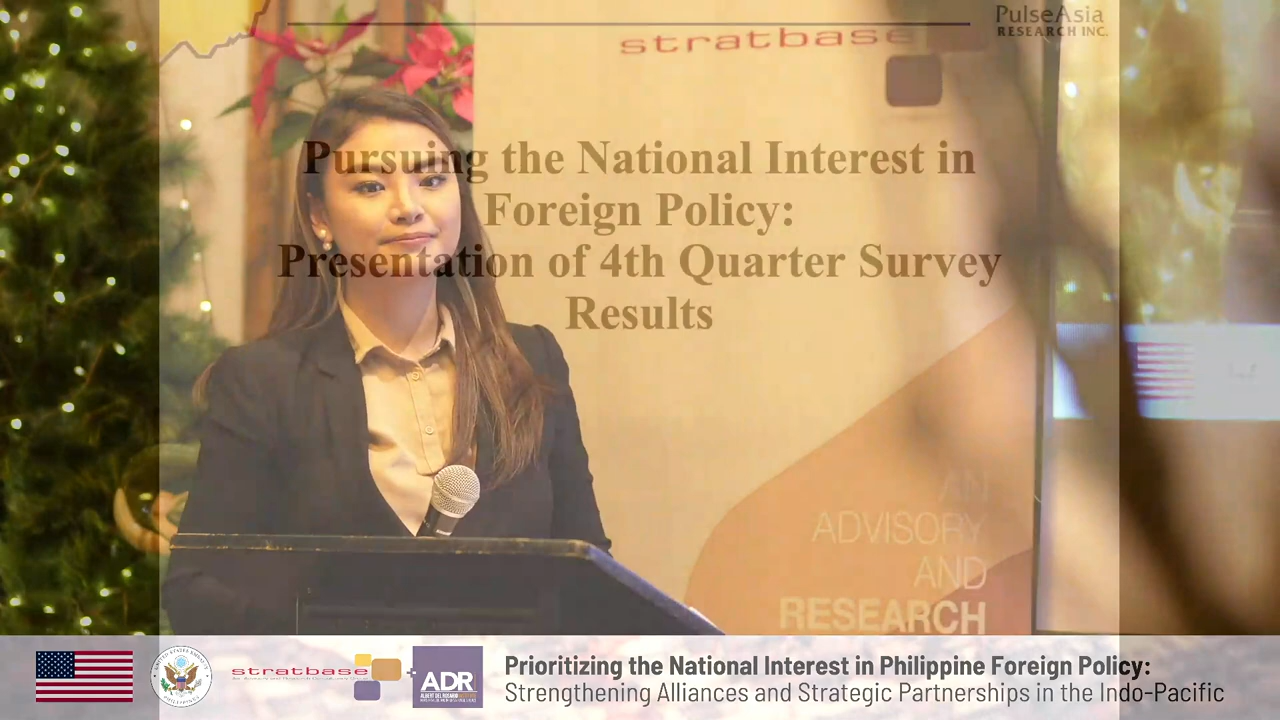 PulseAsia
RESEARCH INC.
stratbase
Pursuing the National Interest in
Foreign Policy:
Presentation of 4th Quarter Survey
Results
AN
ADVISORY
AND
RESEARCH
stratbase
ADR
Prioritizing the National Interest in Philippine Foreign Policy:
Strengthening Alliances and Strategic Partnerships in the Indo-Pacific